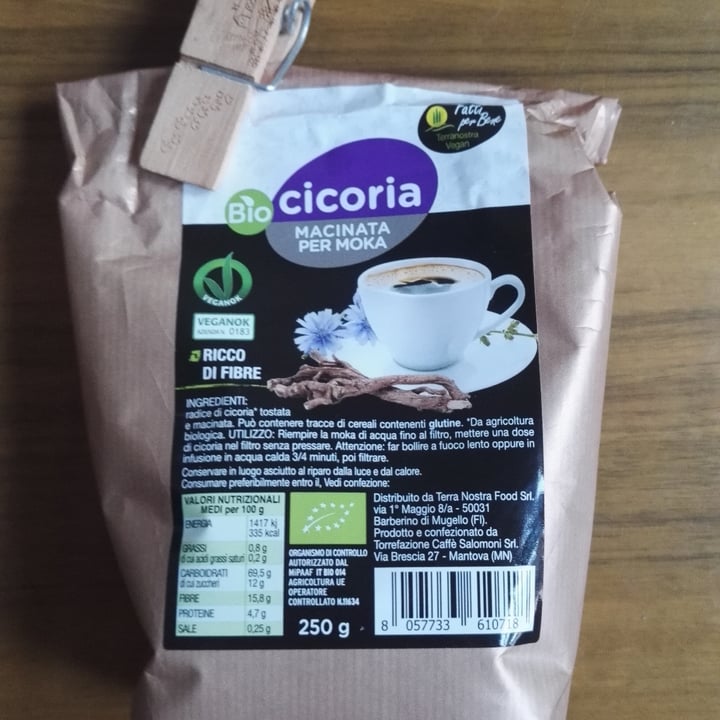 Fatti
per Bene
Terranostra
Vegan
Bio
cicoria
MACINATA
PER MOKA
VEGANOK
VEGANOK
AZIENDA N. 0183
RICCO
DI FIBRE
INGREDIENTI:
radice di cicoria* tostata
e macinata. Può contenere tracce di cereali contenenti glutine. *Da agricoltura
biologica. UTILIZZO: Riempire la moka di acqua fino al filtro, mettere una dose
di cicoria nel filtro senza pressare. Attenzione: far bollire a fuoco lento oppure in
infusione in acqua calda 3/4 minuti, poi filtrare.
Conservare in luogo asciutto al riparo dalla luce e dal calore.
Consumare preferibilmente entro il, Vedi confezione:
VALORI NUTRIZIONALI
MEDI per 100 g
ENERGIA 1417 kj
335 kcal
GRASSI 0,8 g
di cui acidi grassi saturi 0,2 g
CARBOIDRATI 69,5 g
di cui zuccheri 12 g
FIBRE 15,8 g
PROTEINE 4,7 g
SALE 0,25 g
ORGANISMO DI CONTROLLO
AUTORIZZATO DAL
MiPAAF IT BIO 014
AGRICOLTURA UE
OPERATORE
CONTROLLATO N.11634
250 g
Distribuito da Terra Nostra Food Srl.
via 1° Maggio 8/a - 50031
Barberino di Mugello (FI).
Prodotto e confezionato da
Torrefazione Caffè Salomoni Srl.
Via Brescia 27 - Mantova (MN)
8 057733 610718